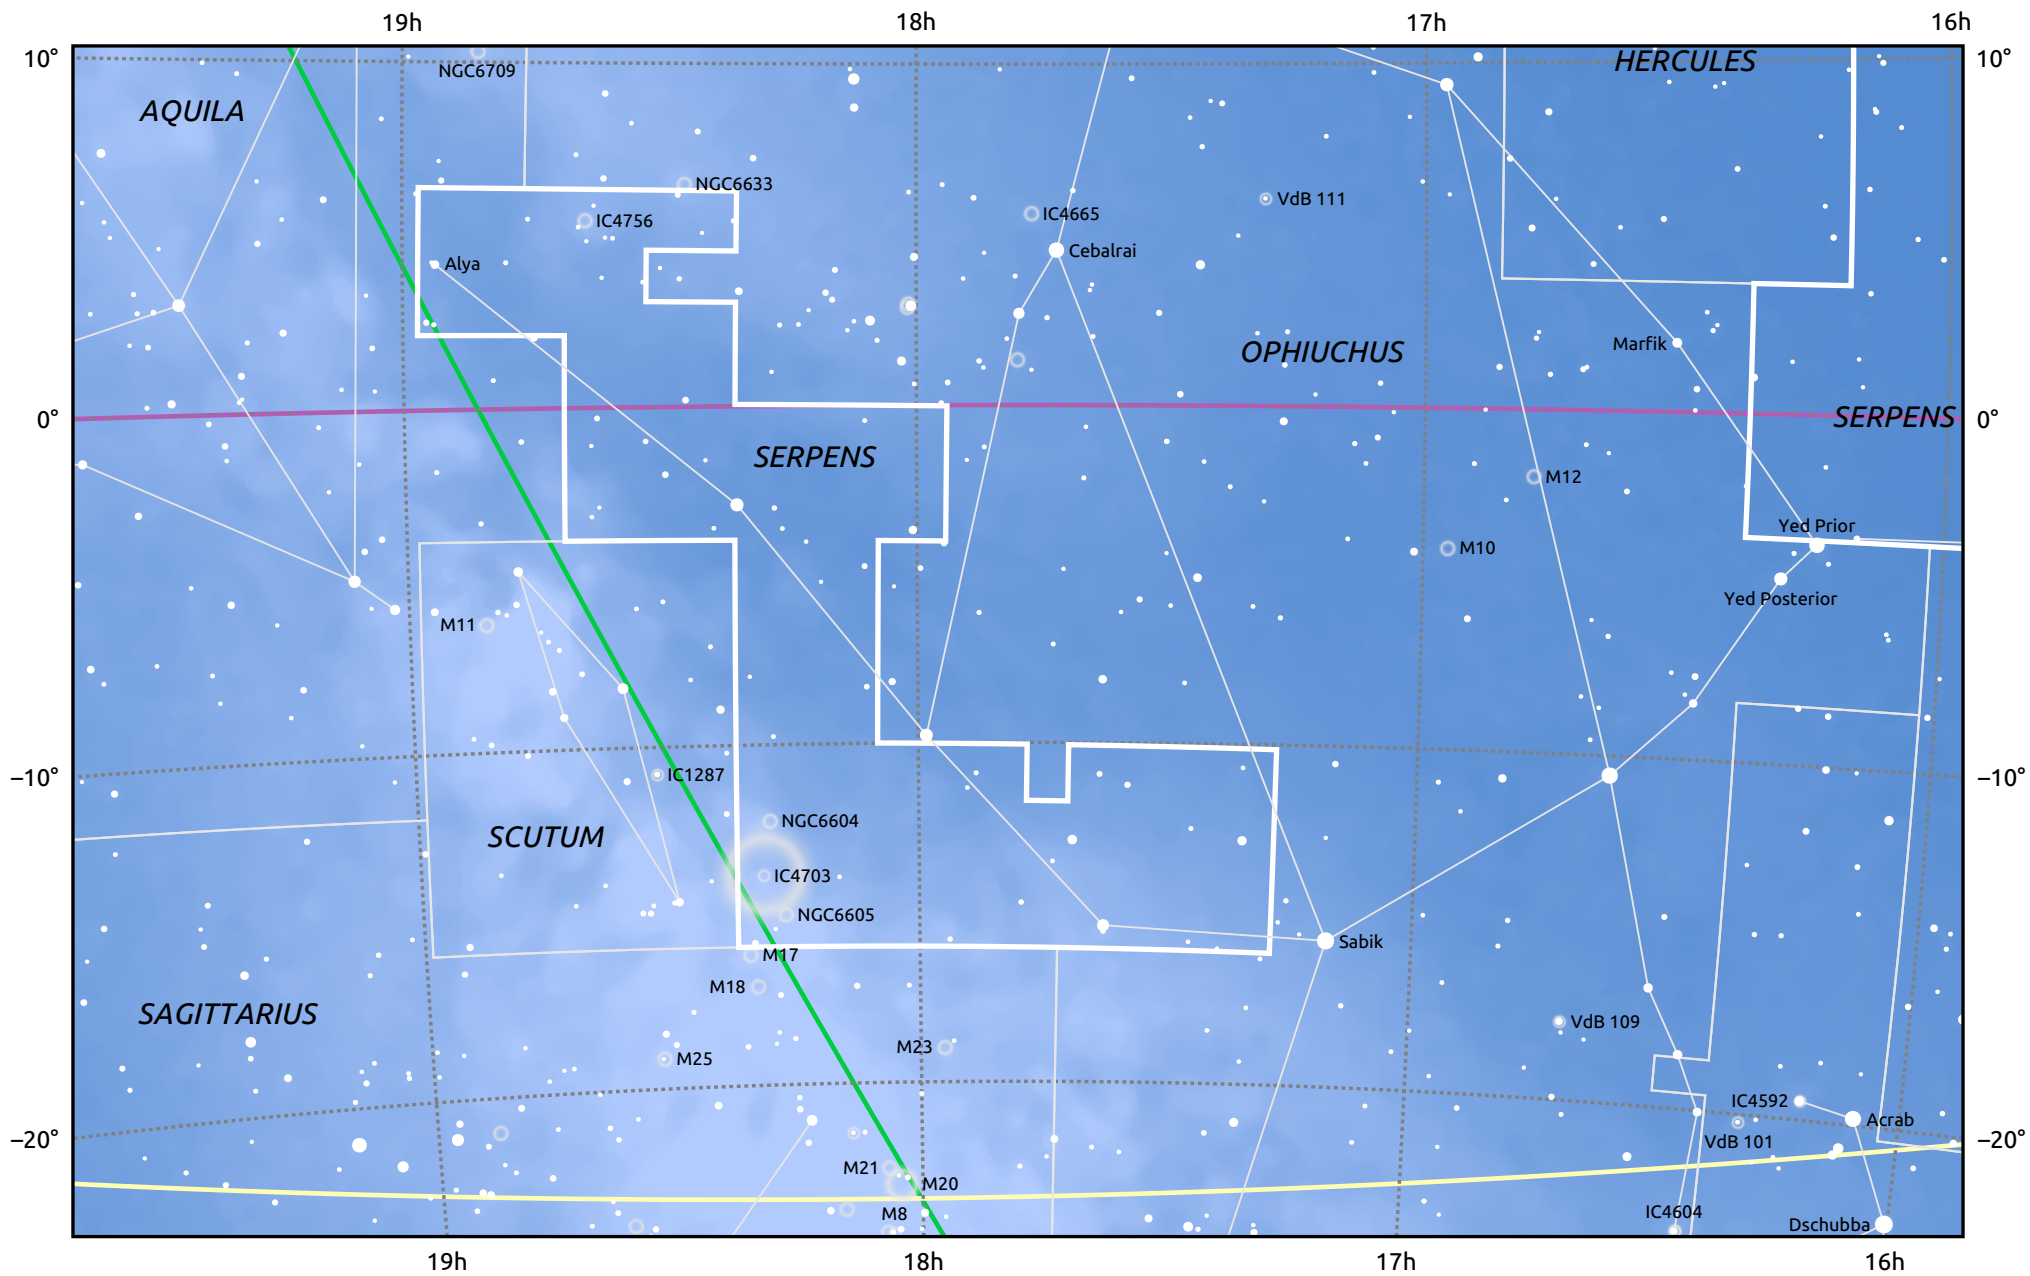 19h 18h 17h 16h
10° HERCULES 10°
NGC6709
AQUILA
NGC6633
VdB 111
IC4756 IC4665
Cebalrai
Alya
Marfik
OPHIUCHUS
0° SERPENS 0°
SERPENS
M12
Yed Prior
M10
Yed Posterior
M11
−10° IC1287 −10°
NGC6604
SCUTUM
IC4703
NGC6605
Sabik
M17
M18
SAGITTARIUS
VdB 109
M23
M25
IC4592
Acrab
−20° VdB 101 −20°
M21
M20
M8 IC4604
Dschubba
19h 18h 17h 16h